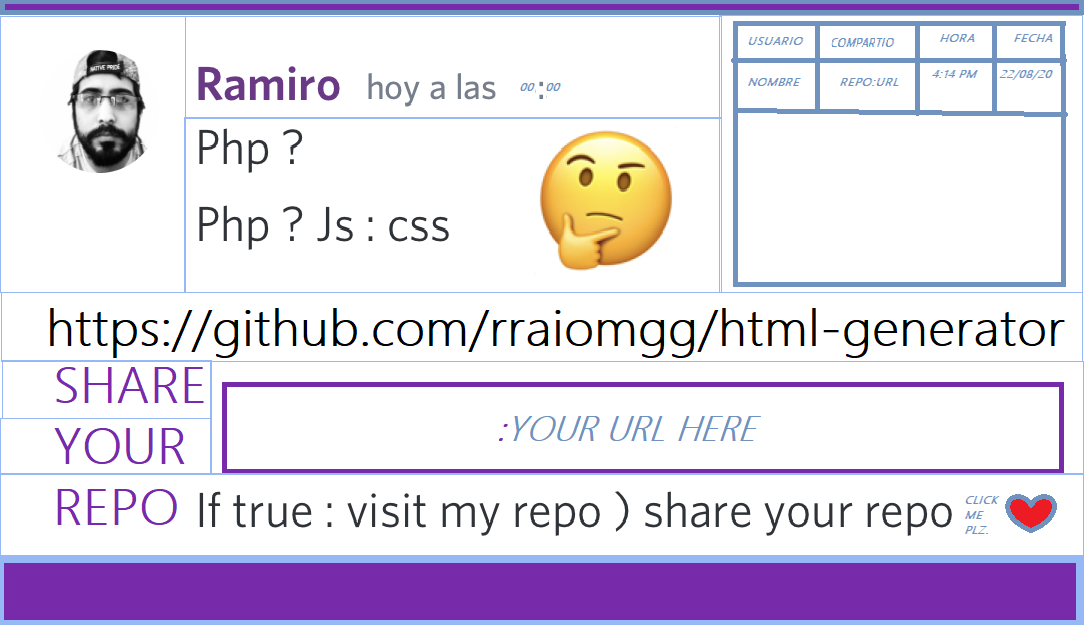 NATIVE PRIDE
Ramiro hoy a las 00:00
Php ?
Php ? Js : css
USUARIO COMPARTIO HORA FECHA
NOMBRE REPO:URL 4:14 PM 22/08/20
https://github.com/rraiomgg/html-generator
SHARE
YOUR
REPO
:YOUR URL HERE
If true : visit my repo ) share your repo
CLICK
ME
PLZ.